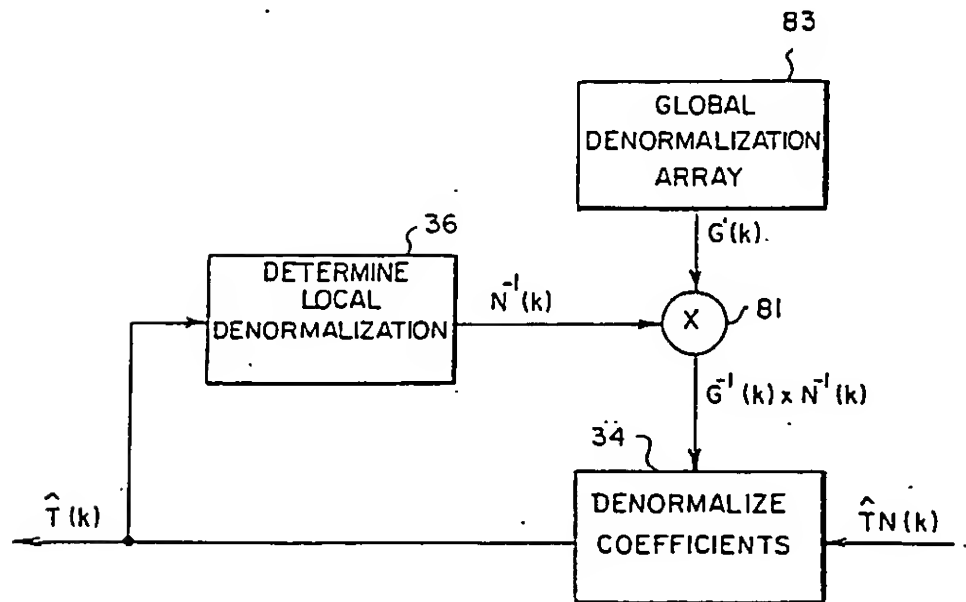 83
GLOBAL
DENORMALIZATION
ARRAY
G'(k).
36
DETERMINE
LOCAL
DENORMALIZATION
N⁻¹(k)
X
81
G⁻¹(k) x N⁻¹(k)
34
DENORMALIZE
COEFFICIENTS
T̂(k)
T̂N(k)